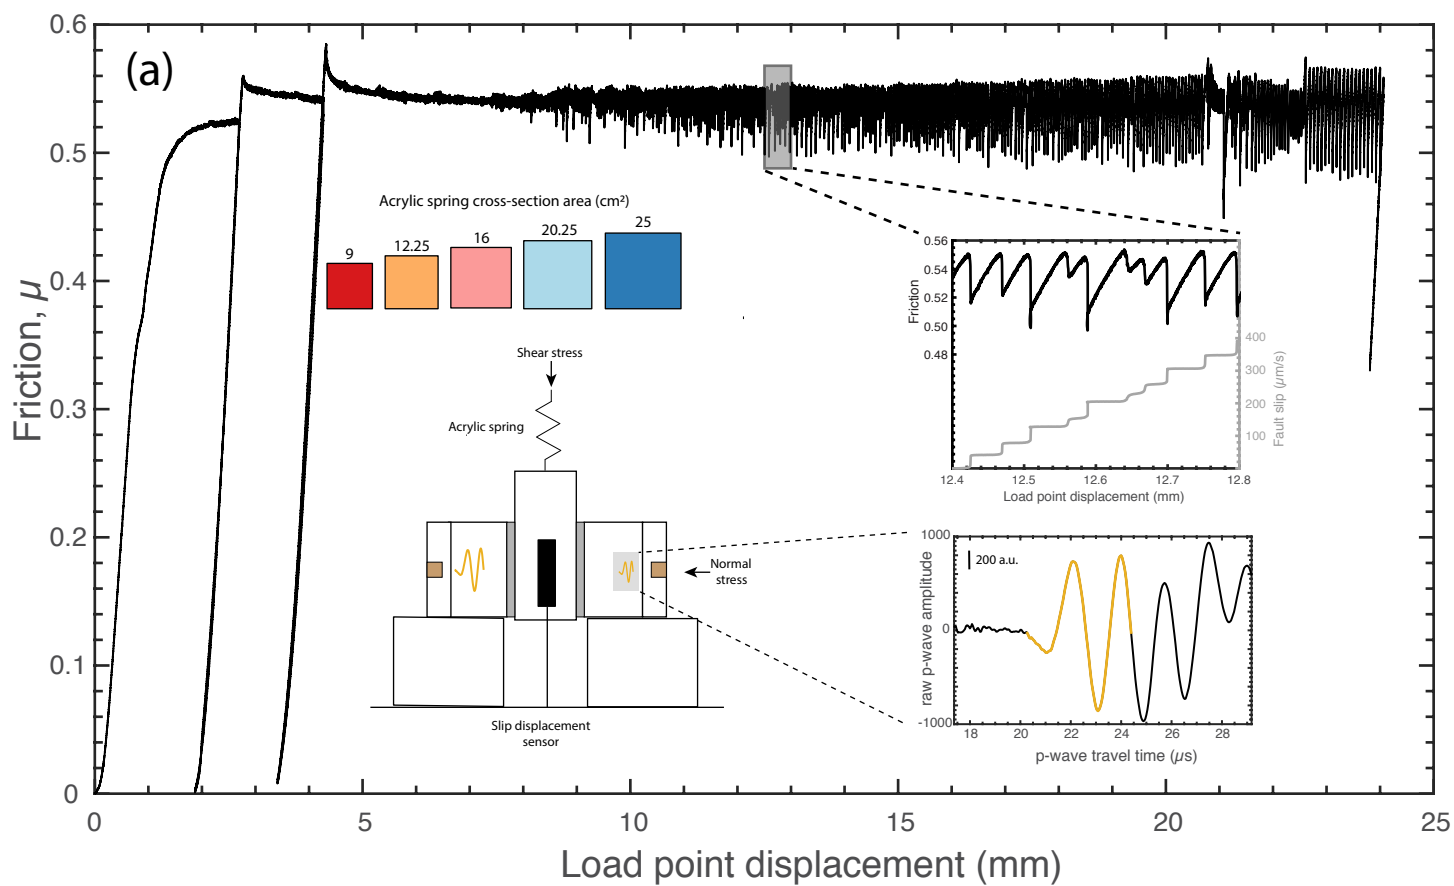 (a)
0.6
0.5
0.4
0.3
0.2
0.1
0
Friction, μ
0 5 10 15 20 25
Load point displacement (mm)
Acrylic spring cross-section area (cm²)
9 12.25 16 20.25 25
Shear stress
Acrylic spring
Normal
stress
Slip displacement
sensor
0.56
0.54
0.52
0.50
0.48
Friction
400
300
200
100
Fault slip (μm/s)
12.4 12.5 12.6 12.7 12.8
Load point displacement (mm)
1000
0
-1000
raw p-wave amplitude
200 a.u.
18 20 22 24 26 28
p-wave travel time (μs)